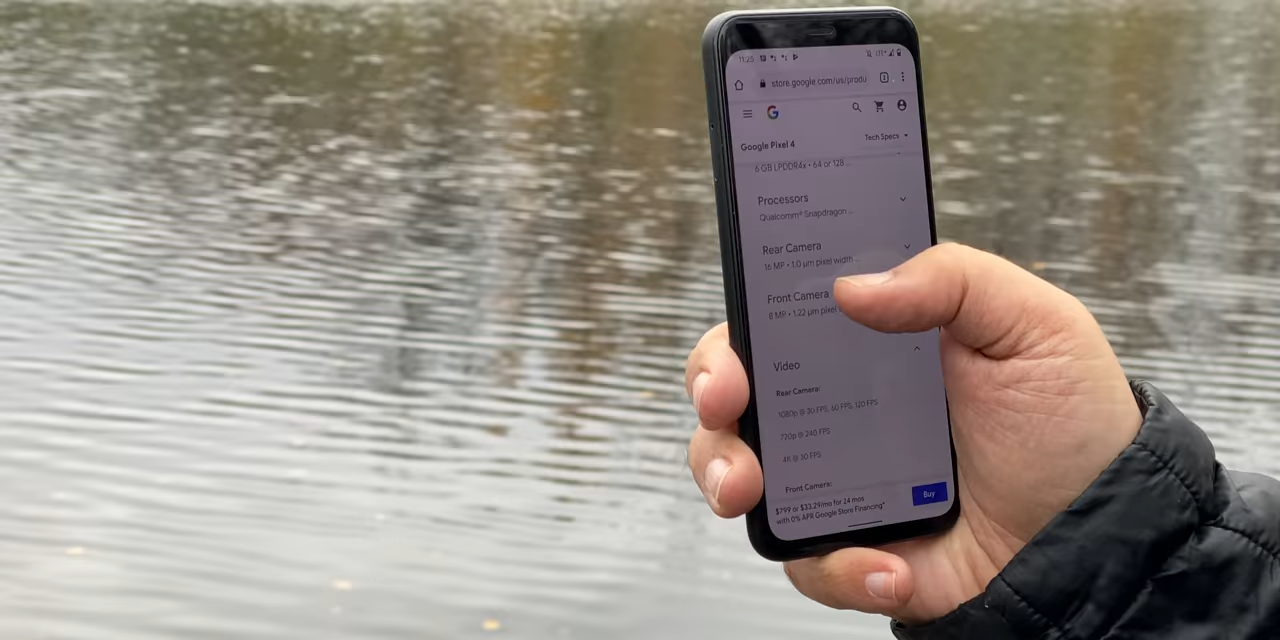 11:25
LTE+
store.google.com/us/produ
Google Pixel 4
Tech Specs
6 GB LPDDR4x • 64 or 128 ...
Processors
Qualcomm® Snapdragon ...
Rear Camera
16 MP • 1.0 μm pixel width ...
Front Camera
8 MP • 1.22 μm pixel
Video
Rear Camera:
1080p @ 30 FPS, 60 FPS, 120 FPS
720p @ 240 FPS
4K @ 30 FPS
Front Camera:
$799 or $33.29/mo for 24 mos
with 0% APR Google Store Financing*
Buy